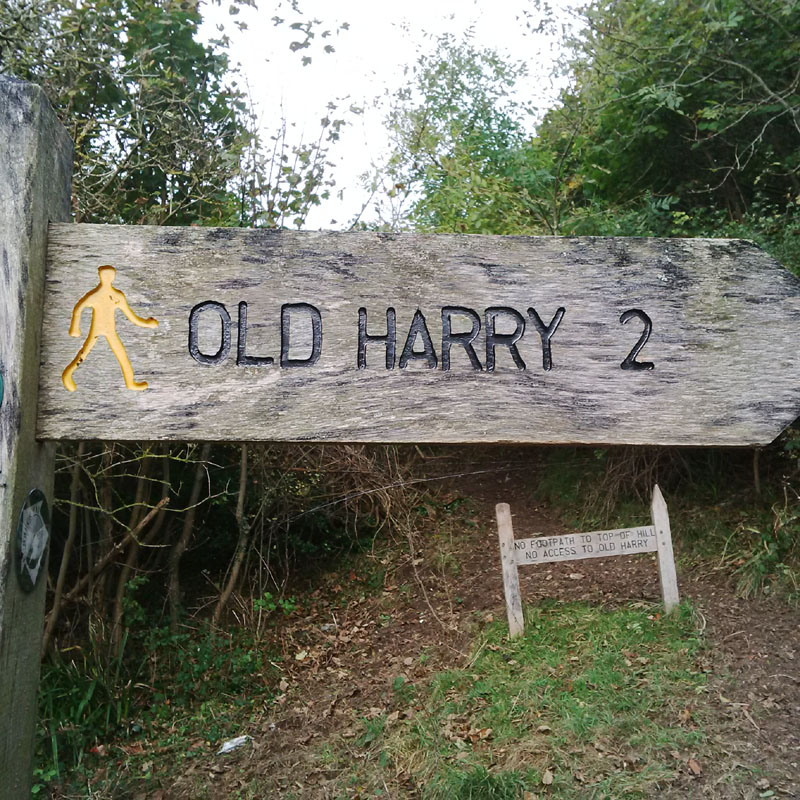 OLD HARRY 2
NO FOOTPATH TO TOP OF HILL
NO ACCESS TO OLD HARRY